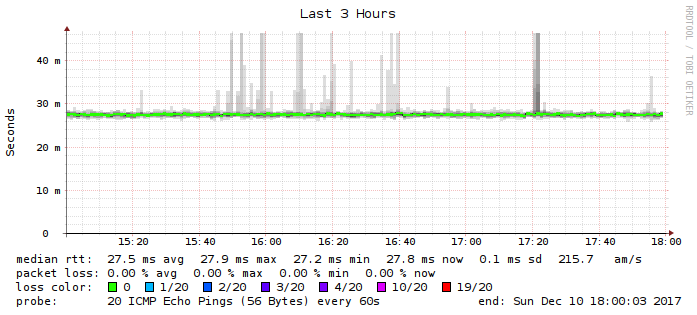 Last 3 Hours
RRDTOOL / TOBI OETIKER
Seconds
40 m
30 m
20 m
10 m
0
15:20 15:40 16:00 16:20 16:40 17:00 17:20 17:40 18:00
median rtt: 27.5 ms avg 27.9 ms max 27.2 ms min 27.8 ms now 0.1 ms sd 215.7 am/s
packet loss: 0.00 % avg 0.00 % max 0.00 % min 0.00 % now
loss color: 0 1/20 2/20 3/20 4/20 10/20 19/20
probe: 20 ICMP Echo Pings (56 Bytes) every 60s end: Sun Dec 10 18:00:03 2017